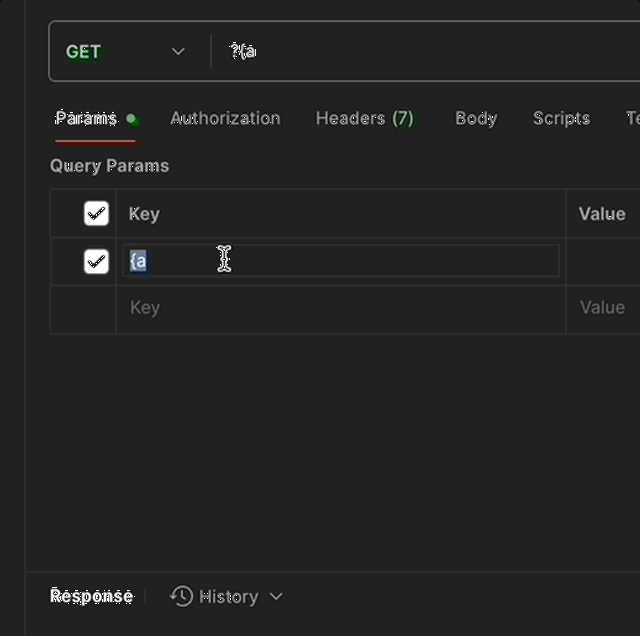 GET ?{a
Params Authorization Headers (7) Body Scripts Te
Query Params
Key Value
{a
Key Value
Response History